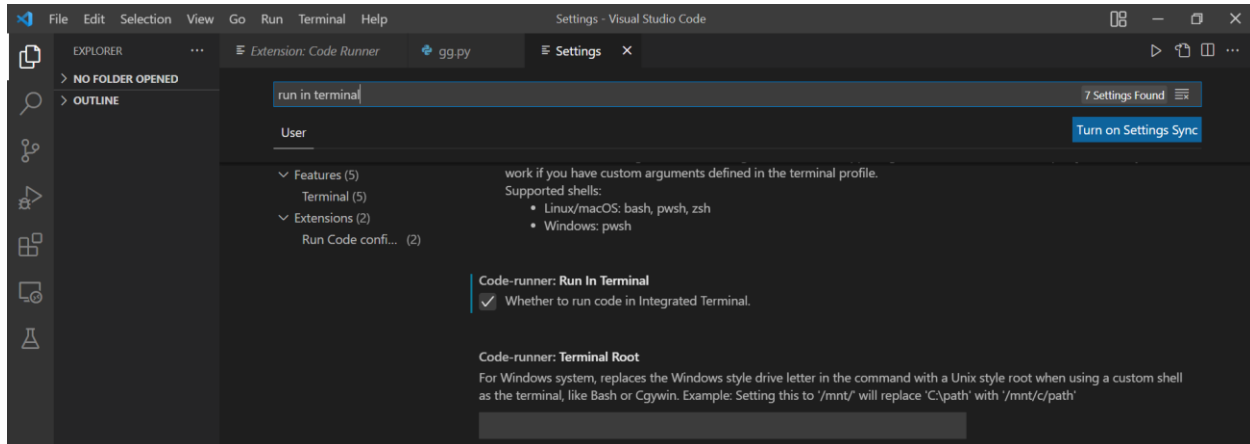 File Edit Selection View Go Run Terminal Help Settings - Visual Studio Code
EXPLORER ...
Extension: Code Runner gg.py Settings
NO FOLDER OPENED
OUTLINE
run in terminal 7 Settings Found
User Turn on Settings Sync
Features (5)
Terminal (5)
Extensions (2)
Run Code confi... (2)
work if you have custom arguments defined in the terminal profile.
Supported shells:
• Linux/macOS: bash, pwsh, zsh
• Windows: pwsh
Code-runner: Run In Terminal
Whether to run code in Integrated Terminal.
Code-runner: Terminal Root
For Windows system, replaces the Windows style drive letter in the command with a Unix style root when using a custom shell
as the terminal, like Bash or Cgywin. Example: Setting this to '/mnt/' will replace 'C:\path' with '/mnt/c/path'